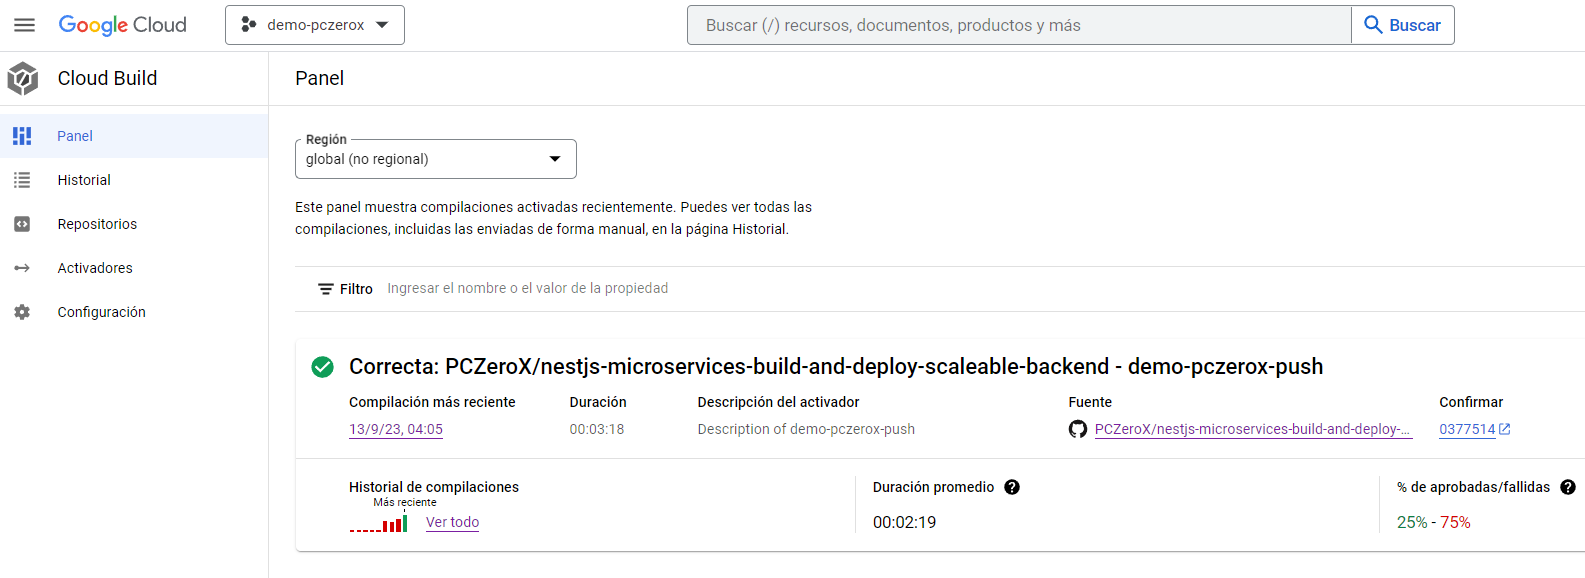 Google Cloud
demo-pczerox
Buscar (/) recursos, documentos, productos y más
Buscar
Cloud Build
Panel
Panel
Historial
Repositorios
Activadores
Configuración
Región
global (no regional)
Este panel muestra compilaciones activadas recientemente. Puedes ver todas las
compilaciones, incluidas las enviadas de forma manual, en la página Historial.
Filtro Ingresar el nombre o el valor de la propiedad
Correcta: PCZeroX/nestjs-microservices-build-and-deploy-scaleable-backend - demo-pczerox-push
Compilación más reciente
13/9/23, 04:05
Duración
00:03:18
Descripción del activador
Description of demo-pczerox-push
Fuente
PCZeroX/nestjs-microservices-build-and-deploy-...
Confirmar
0377514
Historial de compilaciones
Más reciente
Ver todo
Duración promedio
00:02:19
% de aprobadas/fallidas
25% - 75%